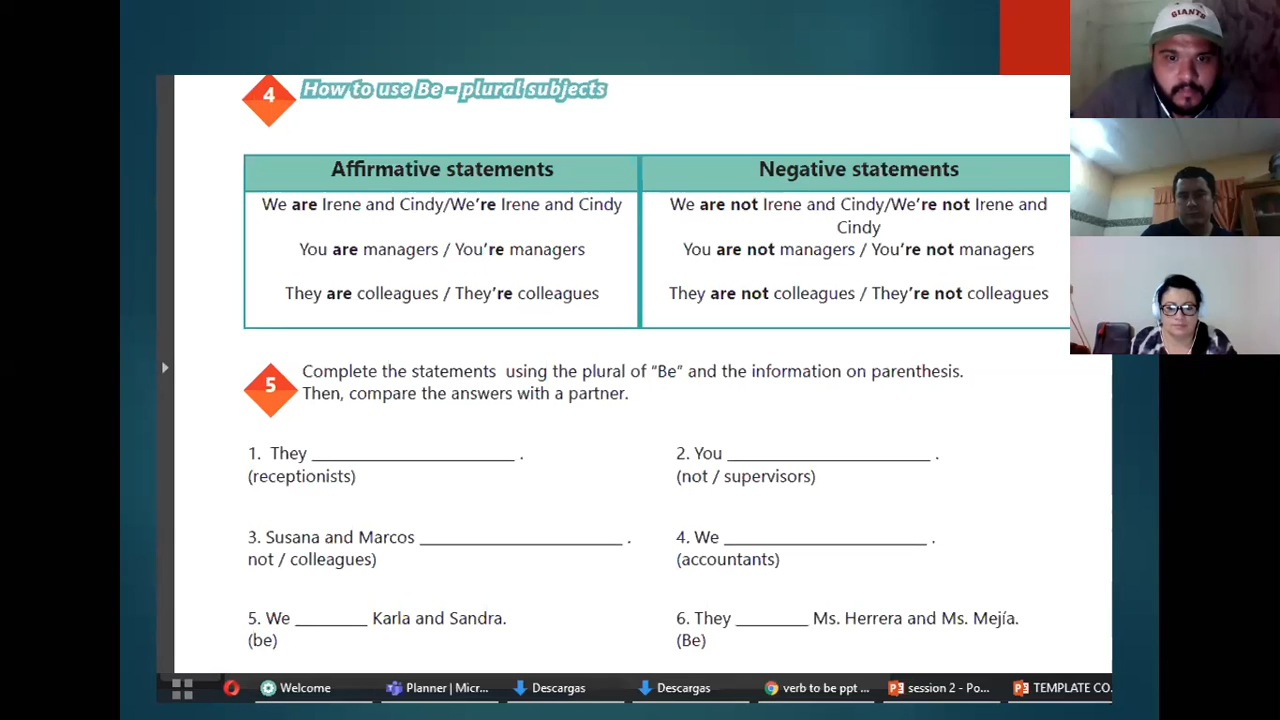 GIANTS
4
How to use Be - plural subjects
Affirmative statements
Negative statements
We are Irene and Cindy/We're Irene and Cindy
We are not Irene and Cindy/We're not Irene and
Cindy
You are managers / You're managers
You are not managers / You're not managers
They are colleagues / They're colleagues
They are not colleagues / They're not colleagues
5
Complete the statements using the plural of “Be” and the information on parenthesis.
Then, compare the answers with a partner.
1. They ______________________ .
(receptionists)
2. You ______________________ .
(not / supervisors)
3. Susana and Marcos ______________________ .
not / colleagues)
4. We ______________________ .
(accountants)
5. We ________ Karla and Sandra.
(be)
6. They ________ Ms. Herrera and Ms. Mejía.
(Be)
Welcome
Planner | Micr...
Descargas
Descargas
verb to be ppt ...
session 2 - Po...
TEMPLATE CO.